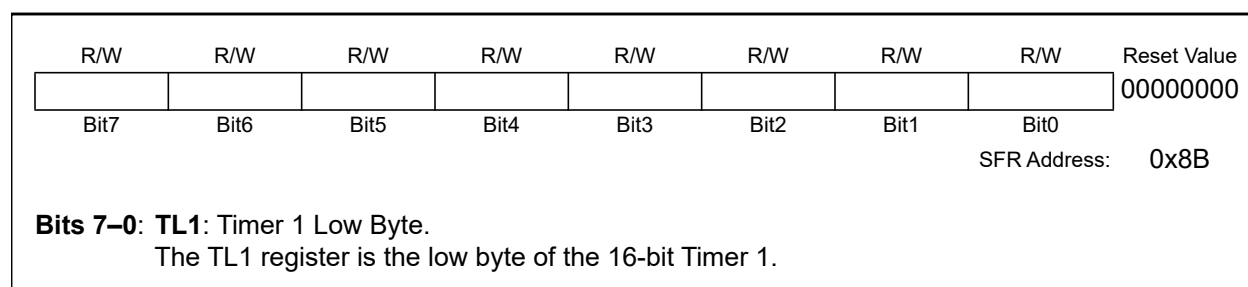 R/W R/W R/W R/W R/W R/W R/W R/W Reset Value
00000000
Bit7 Bit6 Bit5 Bit4 Bit3 Bit2 Bit1 Bit0
SFR Address: 0x8B
Bits 7–0: TL1: Timer 1 Low Byte.
The TL1 register is the low byte of the 16-bit Timer 1.